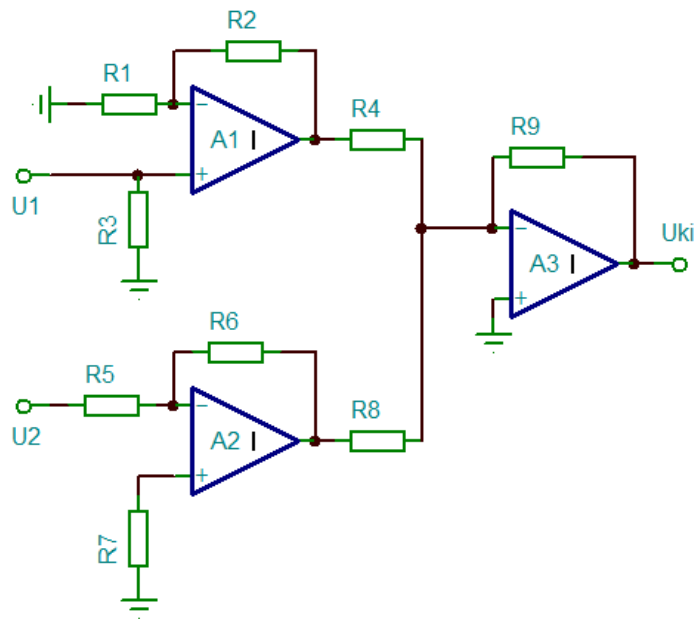 R2
R1
−
A1 I
+
R4
U1
R3
R9
−
A3 I
+
Uki
R6
R5
−
A2 I
+
R8
U2
R7